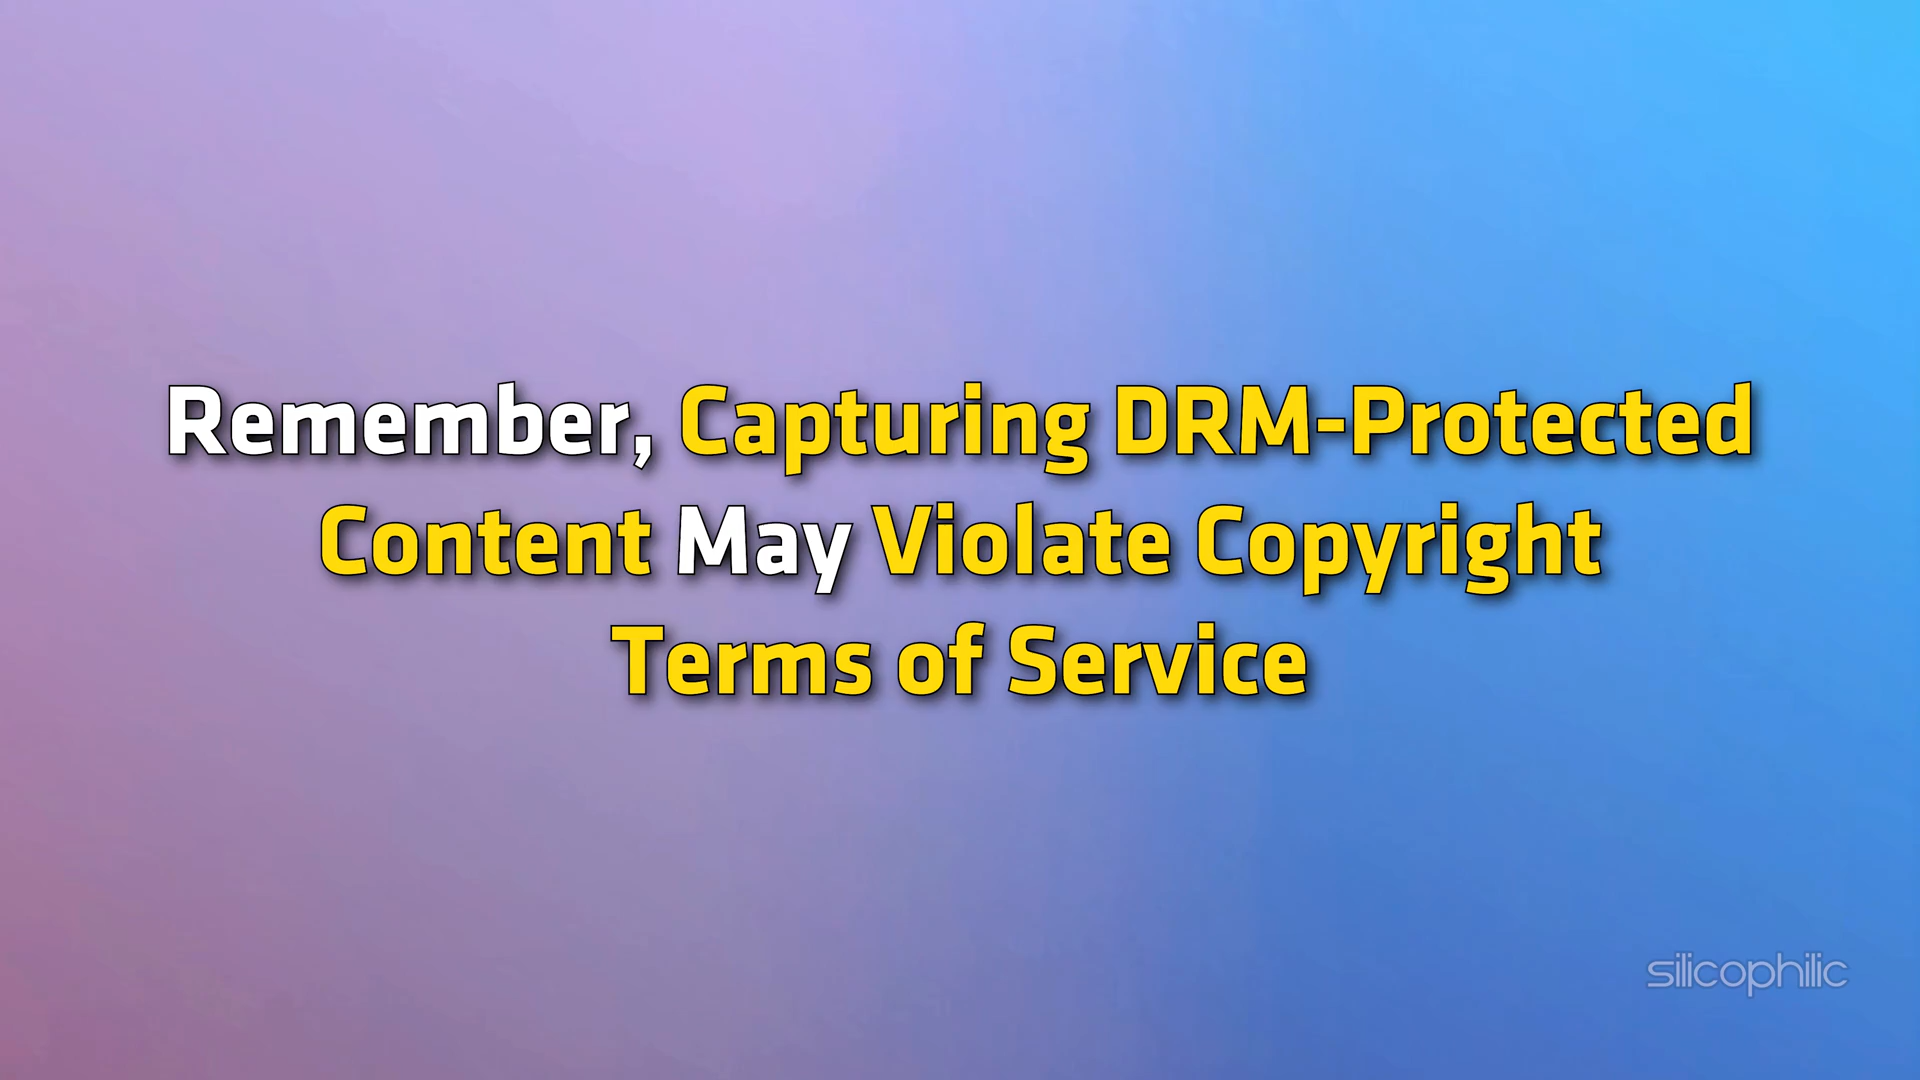 Remember, Capturing DRM-Protected
Content May Violate Copyright
Terms of Service
silicophilic